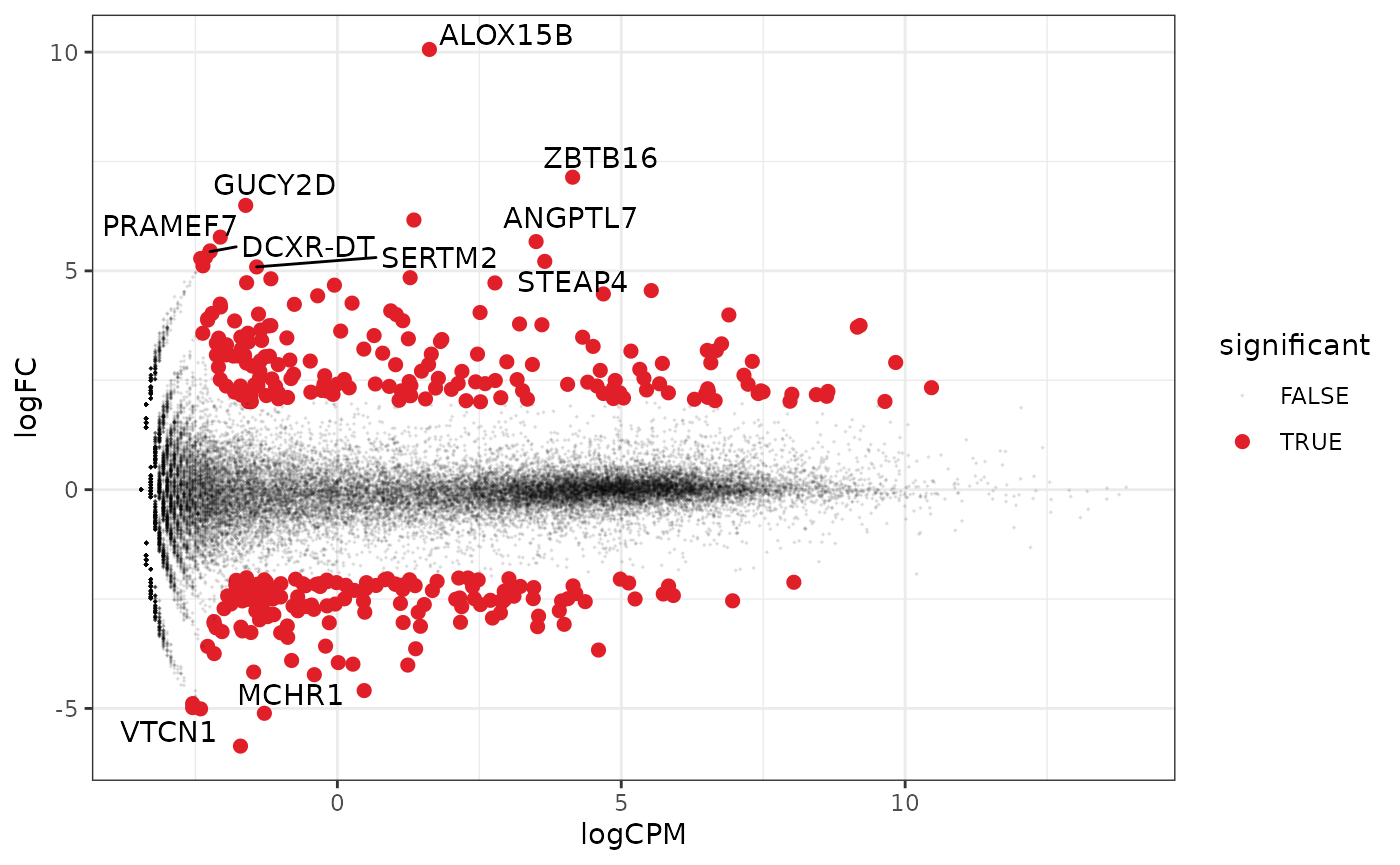 10
ALOX15B
ZBTB16
GUCY2D
ANGPTL7
PRAMEF7
DCXR-DT
SERTM2
STEAP4
5
logFC
0
significant
FALSE
TRUE
-5
MCHR1
VTCN1
0
5
10
logCPM